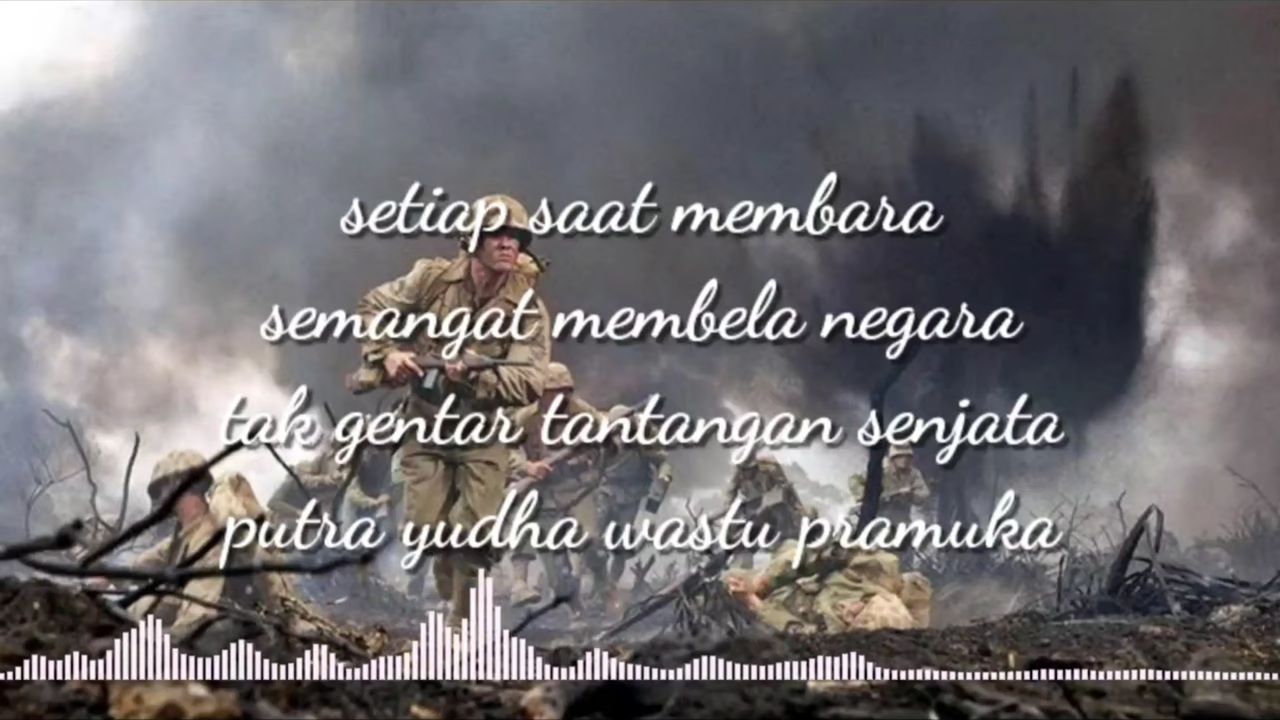 setiap saat membara
semangat membela negara
tak gentar tantangan senjata
putra yudha wastu pramuka